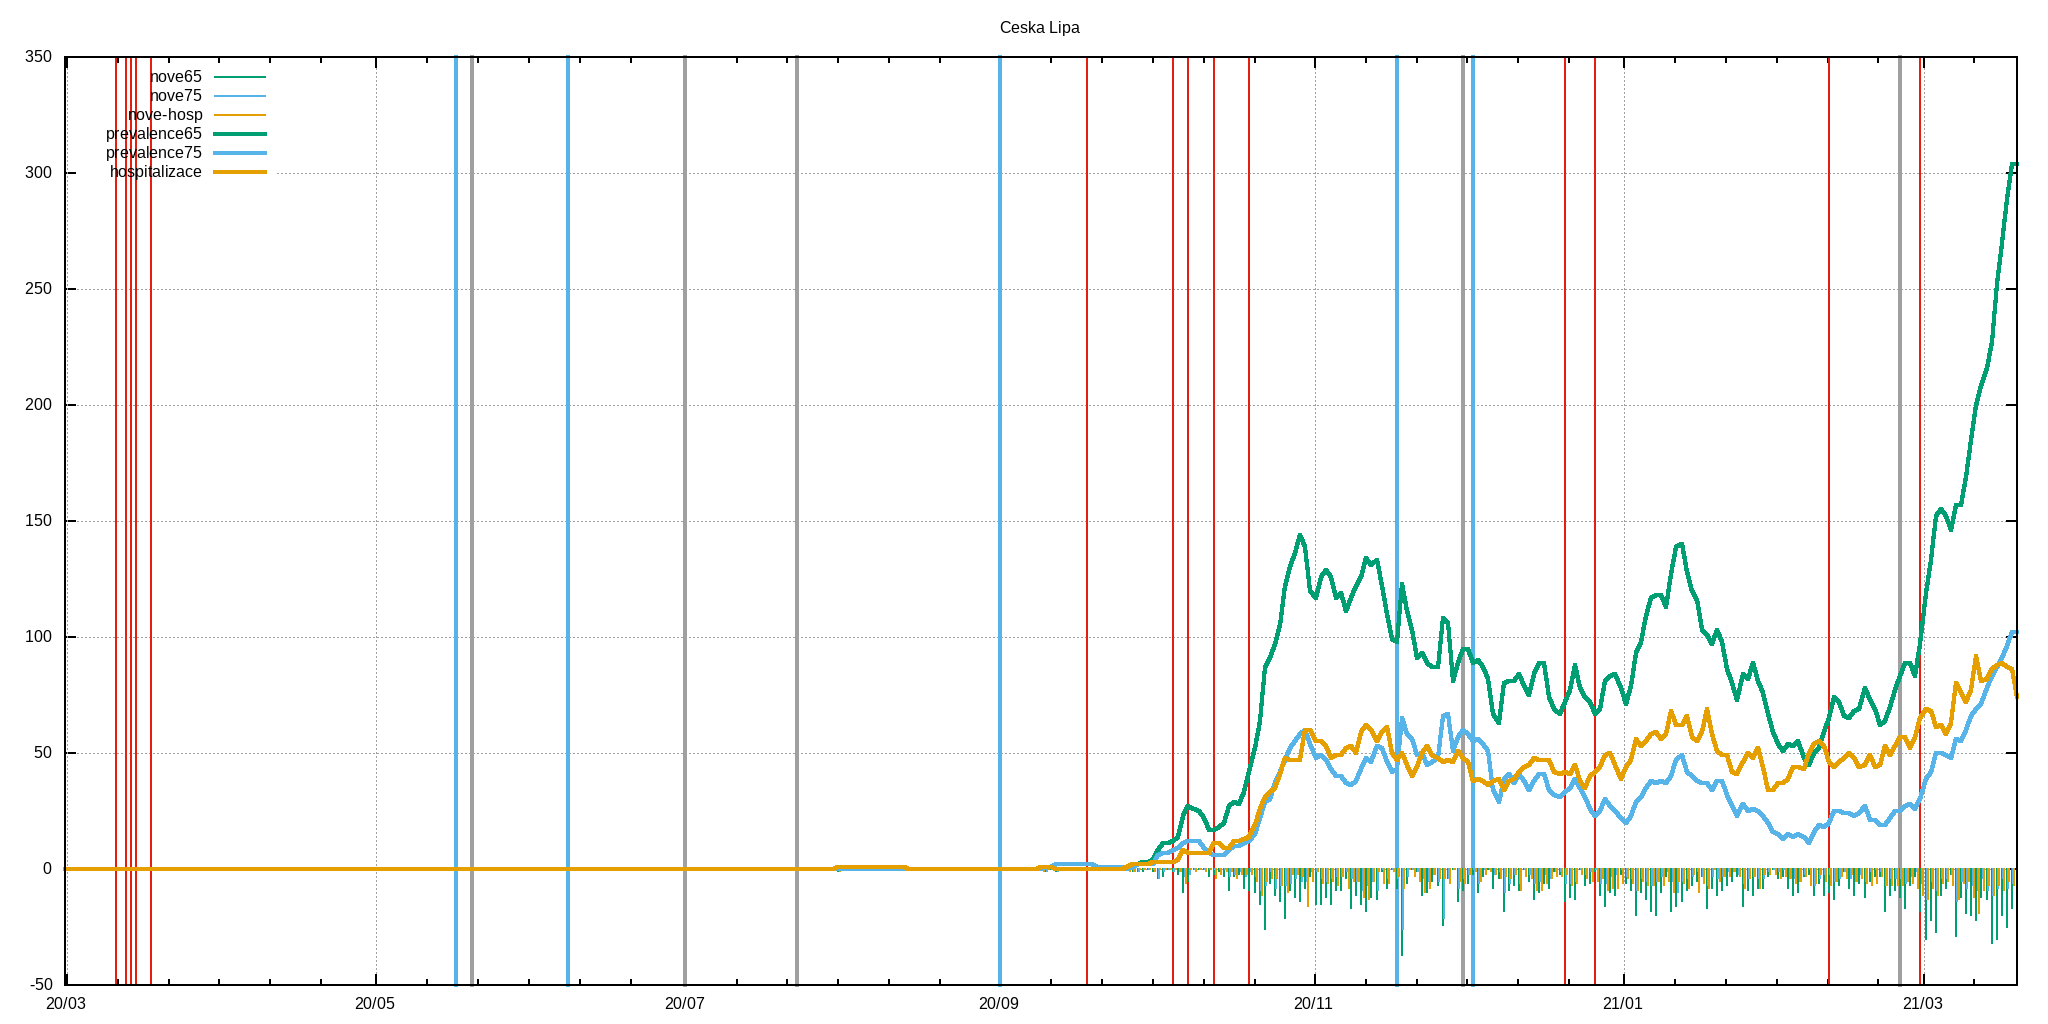 Ceska Lipa
350
nove65
nove75
nove-hosp
prevalence65
prevalence75
hospitalizace
300
250
200
150
100
50
0
-50
20/03 20/05 20/07 20/09 20/11 21/01 21/03